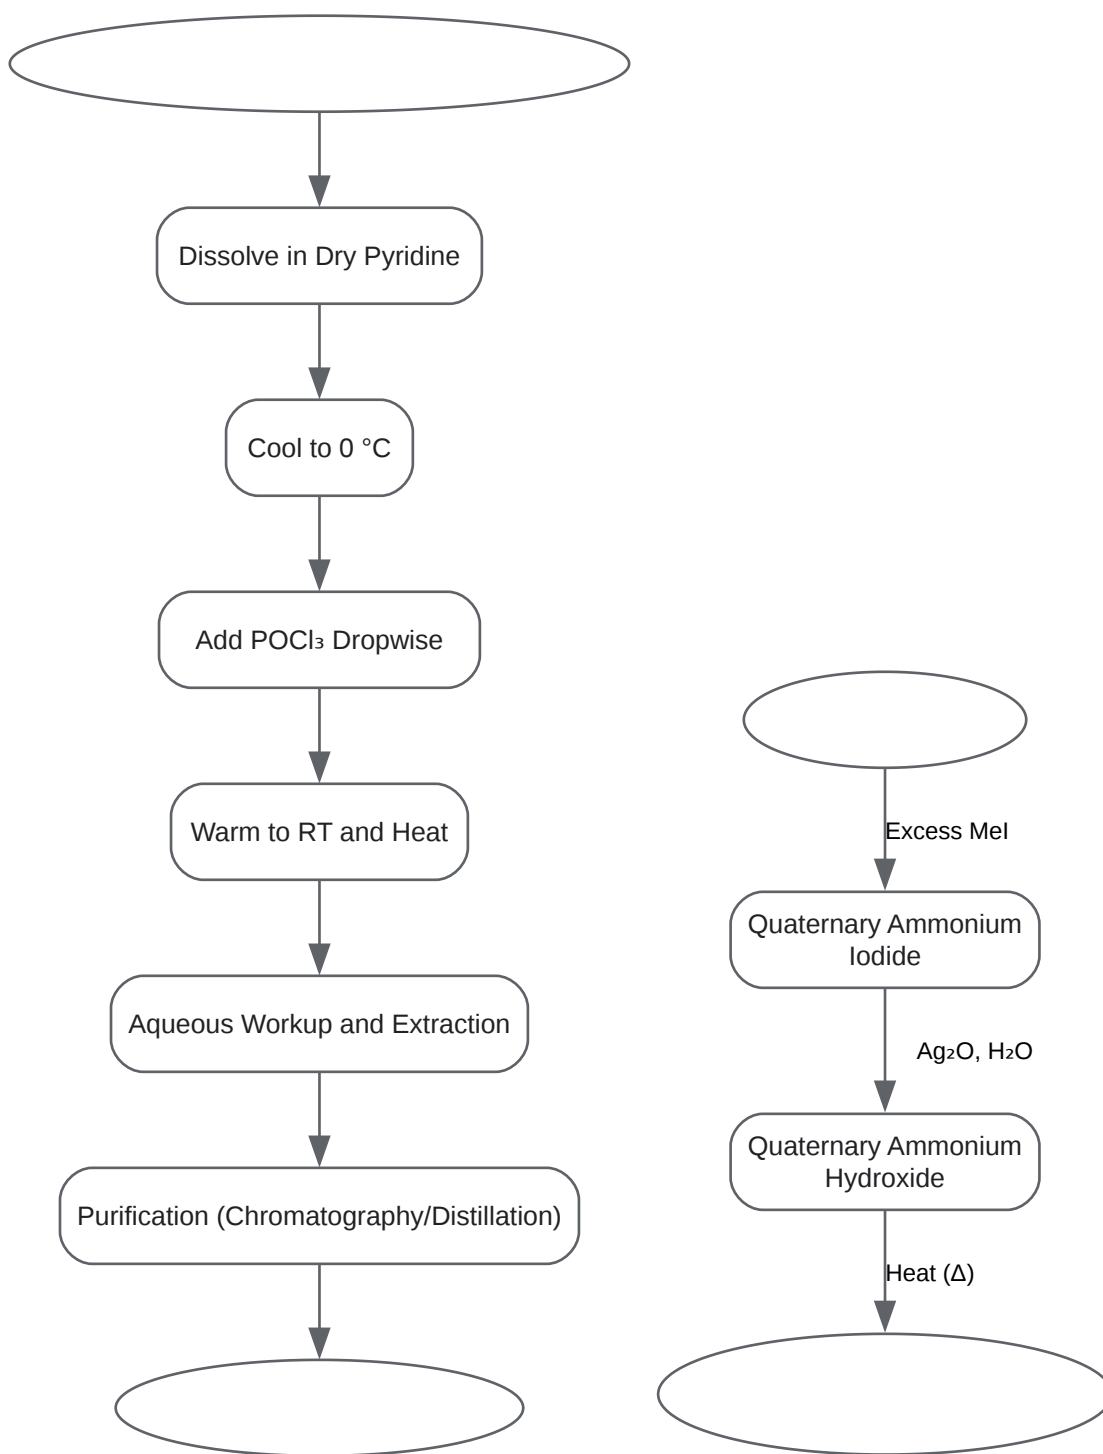 Dissolve in Dry Pyridine
Cool to 0 °C
Add POCl₃ Dropwise
Warm to RT and Heat
Aqueous Workup and Extraction
Purification (Chromatography/Distillation)
Excess MeI
Quaternary Ammonium
Iodide
Ag₂O, H₂O
Quaternary Ammonium
Hydroxide
Heat (Δ)